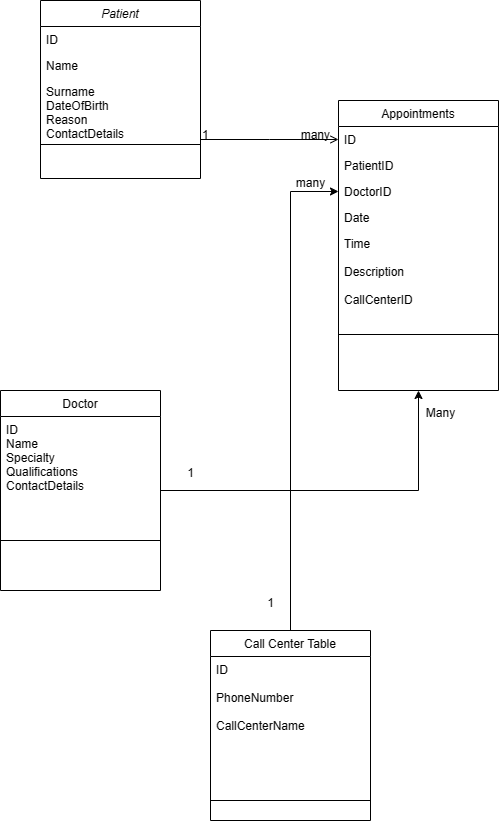 Patient
ID
Name
Surname
DateOfBirth
Reason
ContactDetails
1
many
Appointments
ID
PatientID
many
DoctorID
Date
Time
Description
CallCenterID
Many
Doctor
ID
Name
Specialty
Qualifications
ContactDetails
1
1
Call Center Table
ID
PhoneNumber
CallCenterName